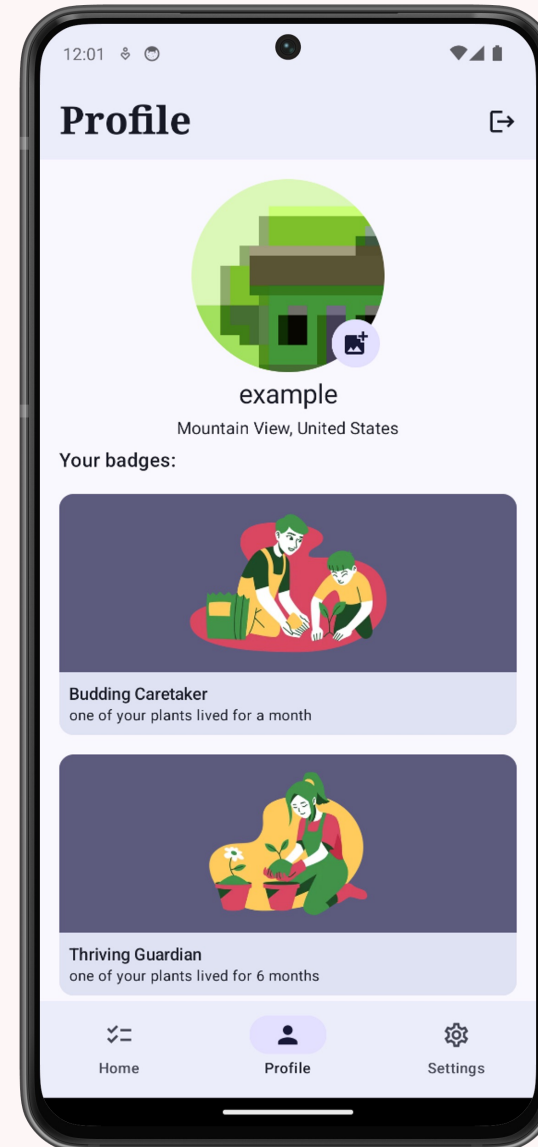 12:01
Profile
example
Mountain View, United States
Your badges:
Budding Caretaker
one of your plants lived for a month
Thriving Guardian
one of your plants lived for 6 months
Home
Profile
Settings